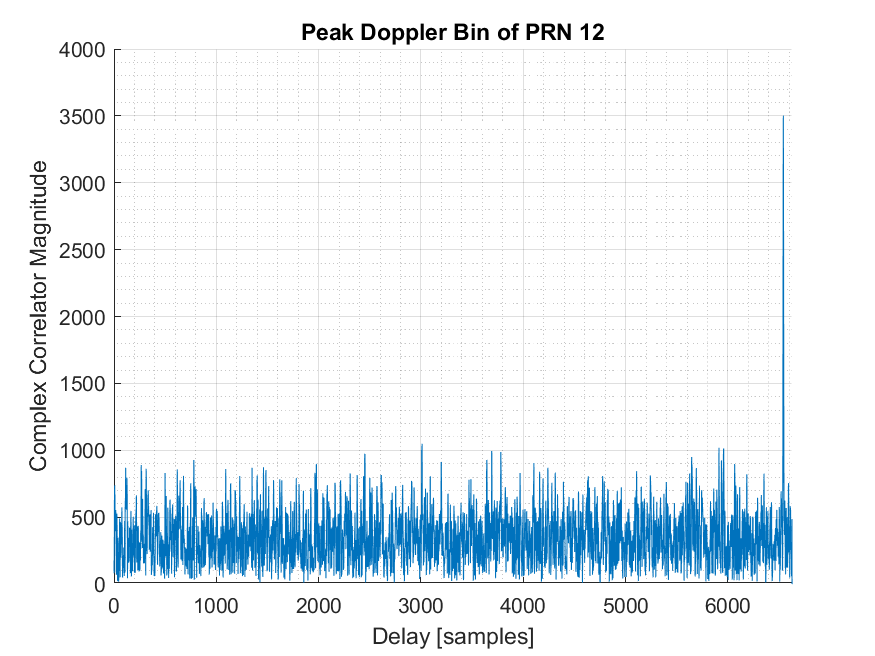 Peak Doppler Bin of PRN 12
4000
3500
3000
2500
2000
1500
1000
500
0
Complex Correlator Magnitude
0 1000 2000 3000 4000 5000 6000
Delay [samples]